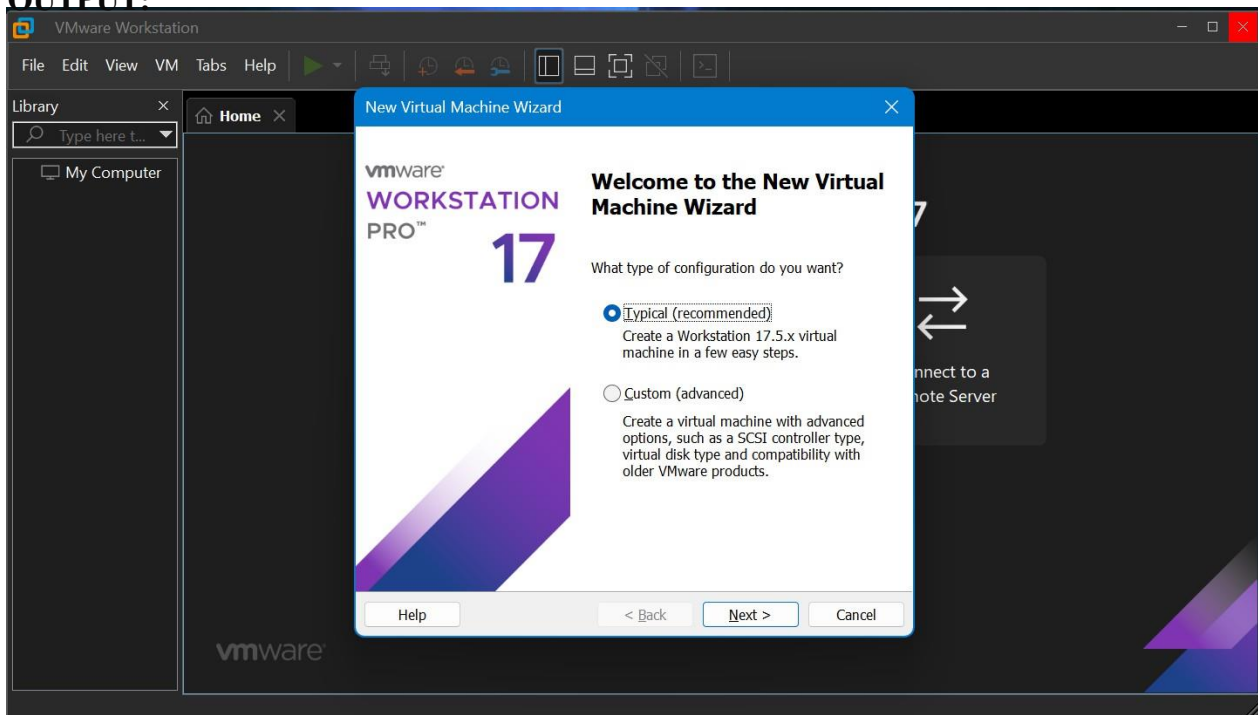 OUTPUT:
VMware Workstation
File Edit View VM Tabs Help
Library
Type here t...
My Computer
Home
New Virtual Machine Wizard
vmware
WORKSTATION
PRO™
17
Welcome to the New Virtual
Machine Wizard
What type of configuration do you want?
Typical (recommended)
Create a Workstation 17.5.x virtual
machine in a few easy steps.
Custom (advanced)
Create a virtual machine with advanced
options, such as a SCSI controller type,
virtual disk type and compatibility with
older VMware products.
Help
< Back
Next >
Cancel
7
nnect to a
note Server
vmware